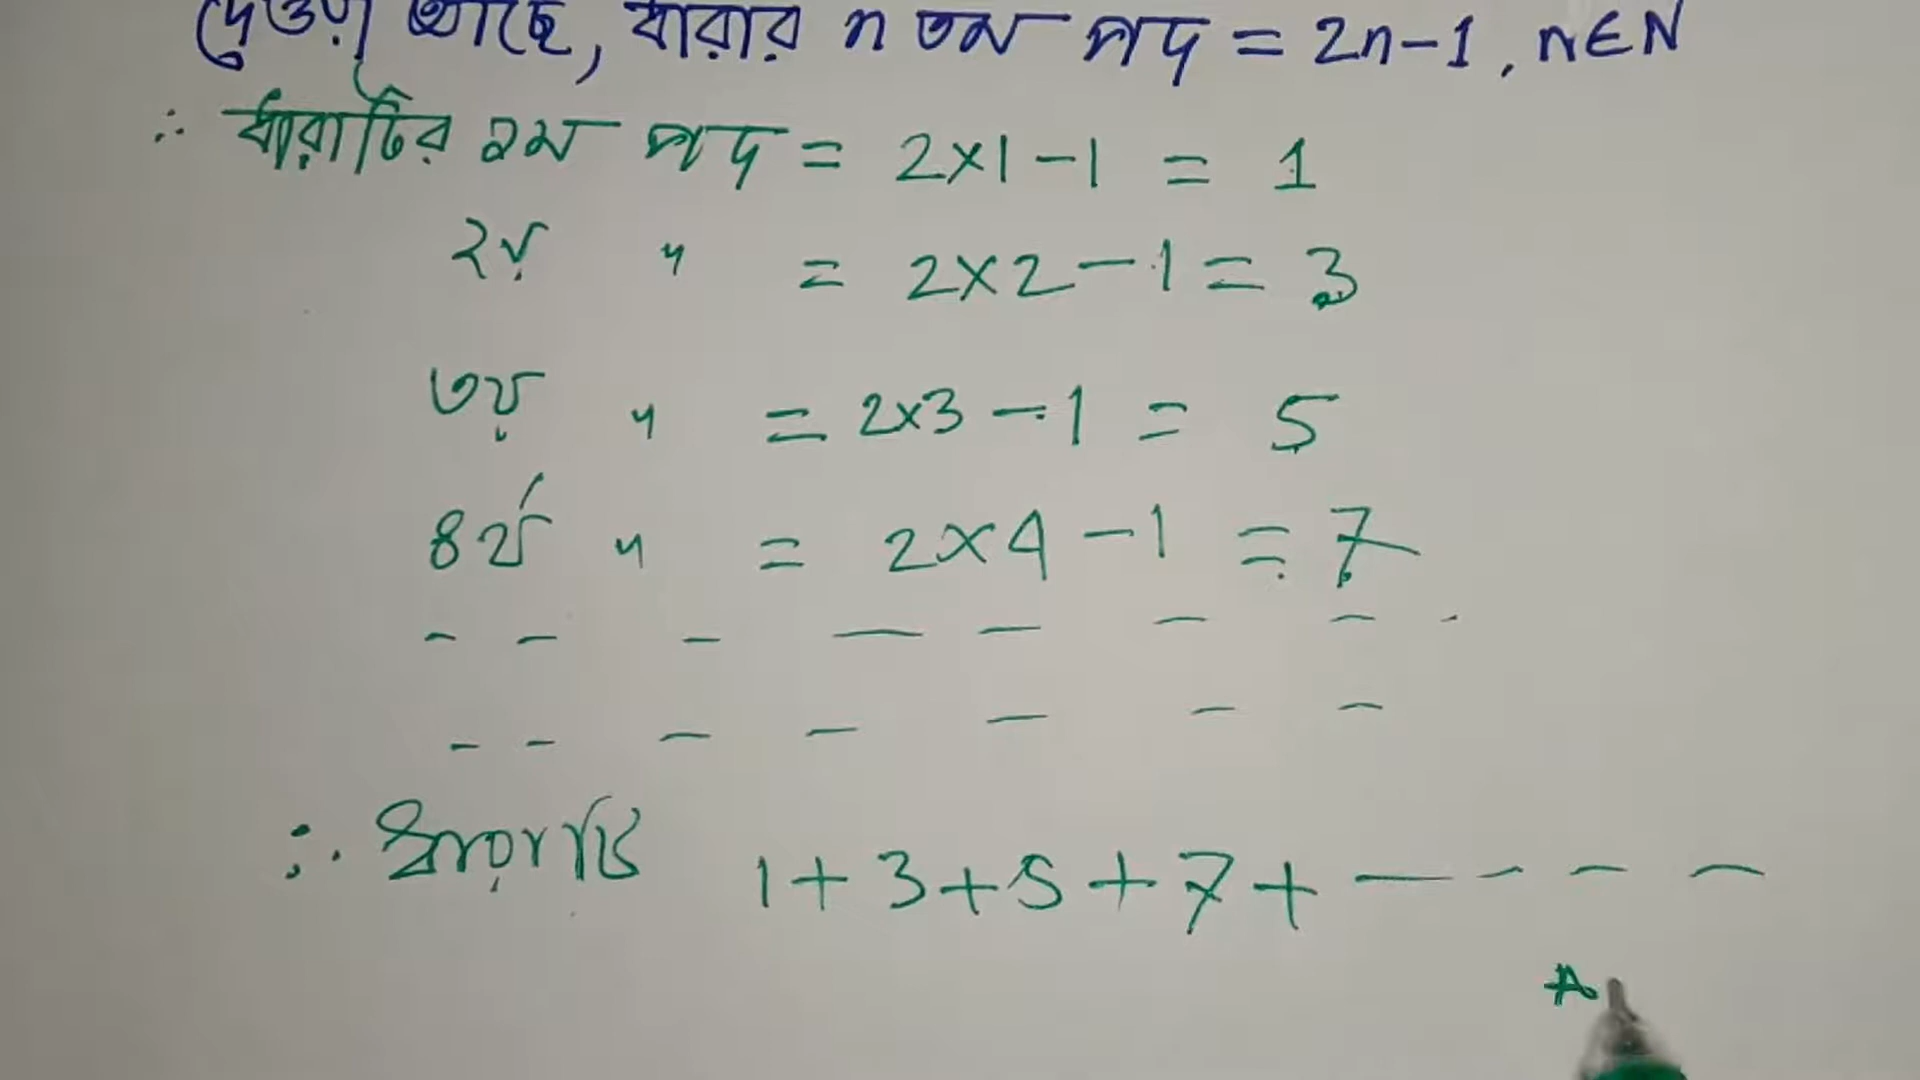 দেওয়া আছে, ধারার n তম পদ = 2n-1, n∈N
∴ ধারাটির ১ম পদ = 2×1-1 = 1
২য় " = 2×2-1 = 3
৩য় " = 2×3-1 = 5
৪র্থ " = 2×4-1 = 7
- - - - - - - -
- - - - - - -
∴ 1+3+5+7+ - - - -
A